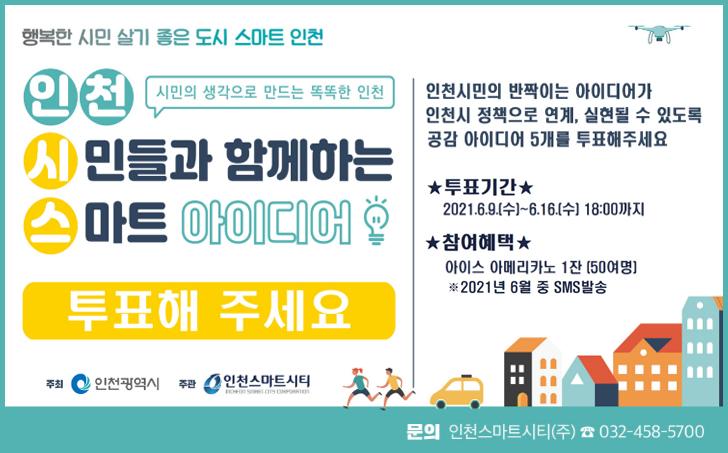 행복한 시민 살기 좋은 도시 스마트 인천
인천
시민의 생각으로 만드는 똑똑한 인천
시민들과 함께하는
스마트 아이디어
투표해 주세요
주최 인천광역시 주관 인천스마트시티
INCHEON SMART CITY CORPORATION
인천시민의 반짝이는 아이디어가
인천시 정책으로 연계, 실현될 수 있도록
공감 아이디어 5개를 투표해주세요
★투표기간★
2021.6.9.(수)~6.16.(수) 18:00까지
★참여혜택★
아이스 아메리카노 1잔 (50여명)
※2021년 6월 중 SMS발송
문의 인천스마트시티(주) ☎ 032-458-5700